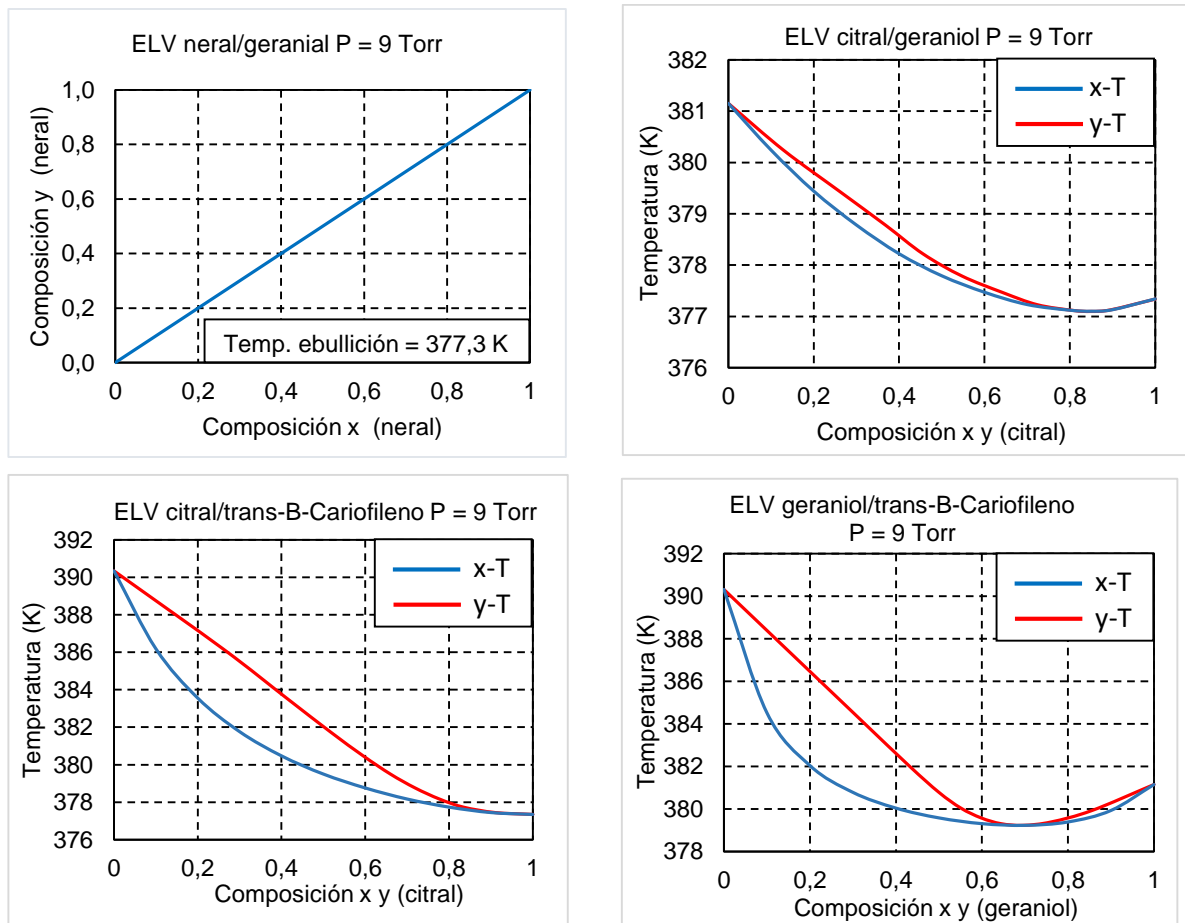 ELV neral/geranial P = 9 Torr
1,0
0,8
0,6
0,4
0,2
0,0
Composición y (neral)
Temp. ebullición = 377,3 K
0 0,2 0,4 0,6 0,8 1
Composición x (neral)
ELV citral/geraniol P = 9 Torr
382
381
380
379
378
377
376
Temperatura (K)
x-T
y-T
0 0,2 0,4 0,6 0,8 1
Composición x y (citral)
ELV citral/trans-B-Cariofileno P = 9 Torr
392
390
388
386
384
382
380
378
376
Temperatura (K)
x-T
y-T
0 0,2 0,4 0,6 0,8 1
Composición x y (citral)
ELV geraniol/trans-B-Cariofileno
P = 9 Torr
392
390
388
386
384
382
380
378
Temperatura (K)
x-T
y-T
0 0,2 0,4 0,6 0,8 1
Composición x y (geraniol)